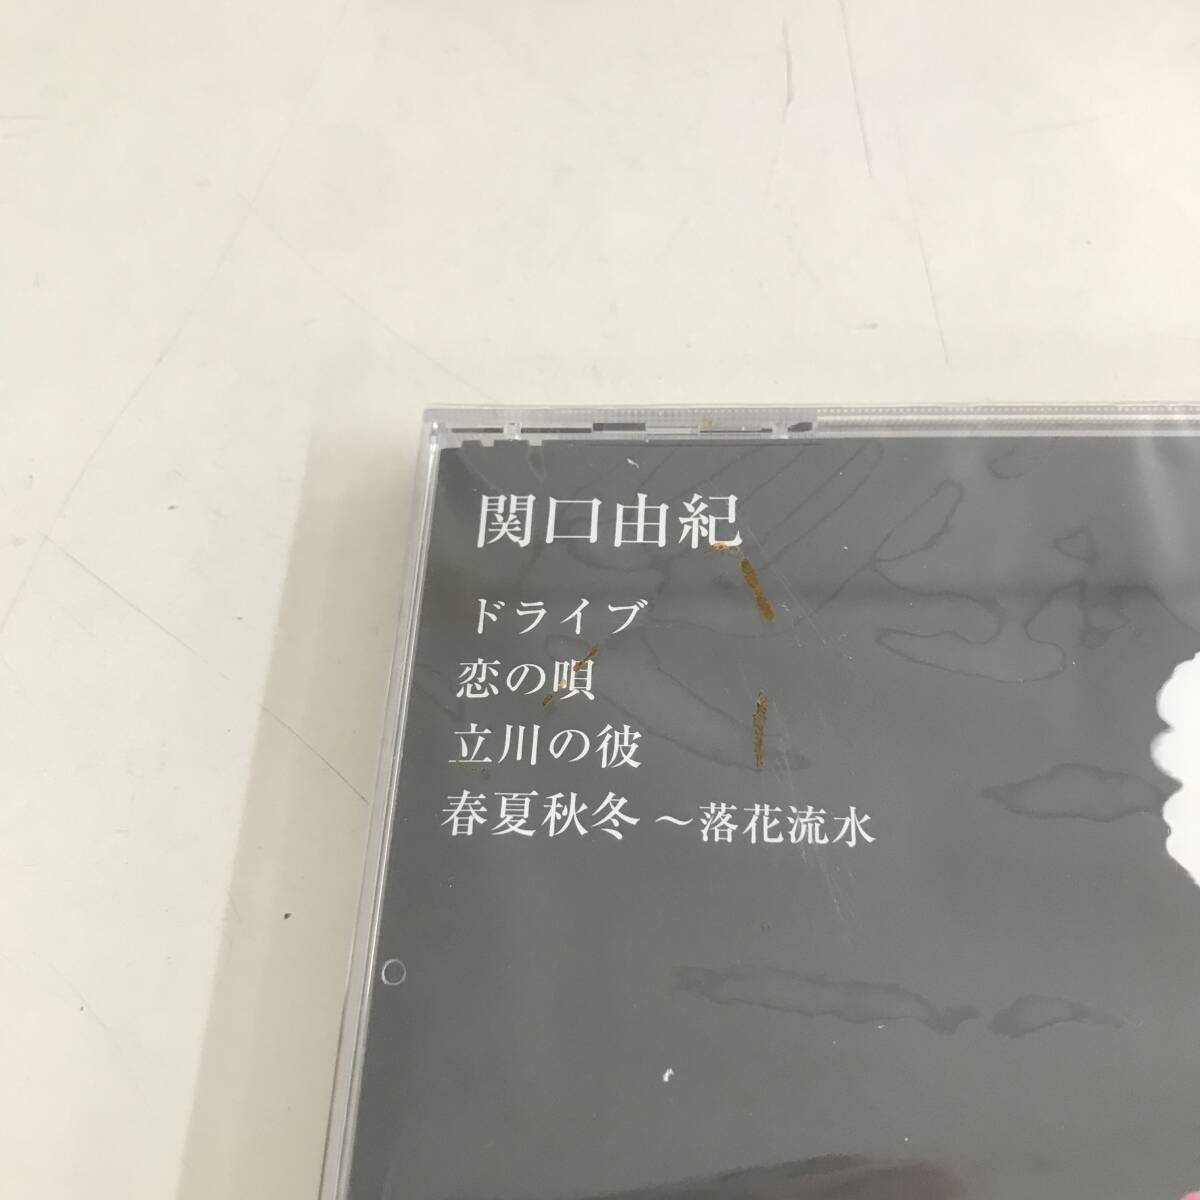 関口由紀
ドライブ
恋の唄
立川の彼
春夏秋冬 ～落花流水